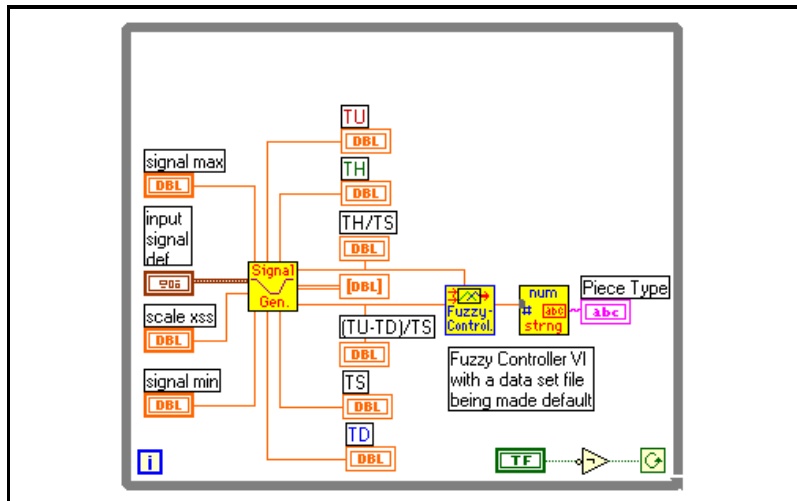 TU
DBL
signal max
DBL
TH
DBL
input
signal
def
TH/TS
DBL
Signal
Gen.
[DBL]
Fuzzy-
Control.
num
# abc
strng
Piece Type
abc
scale xss
DBL
(TU-TD)/TS
DBL
Fuzzy Controller VI
with a data set file
being made default
signal min
DBL
TS
DBL
TD
DBL
i
TF